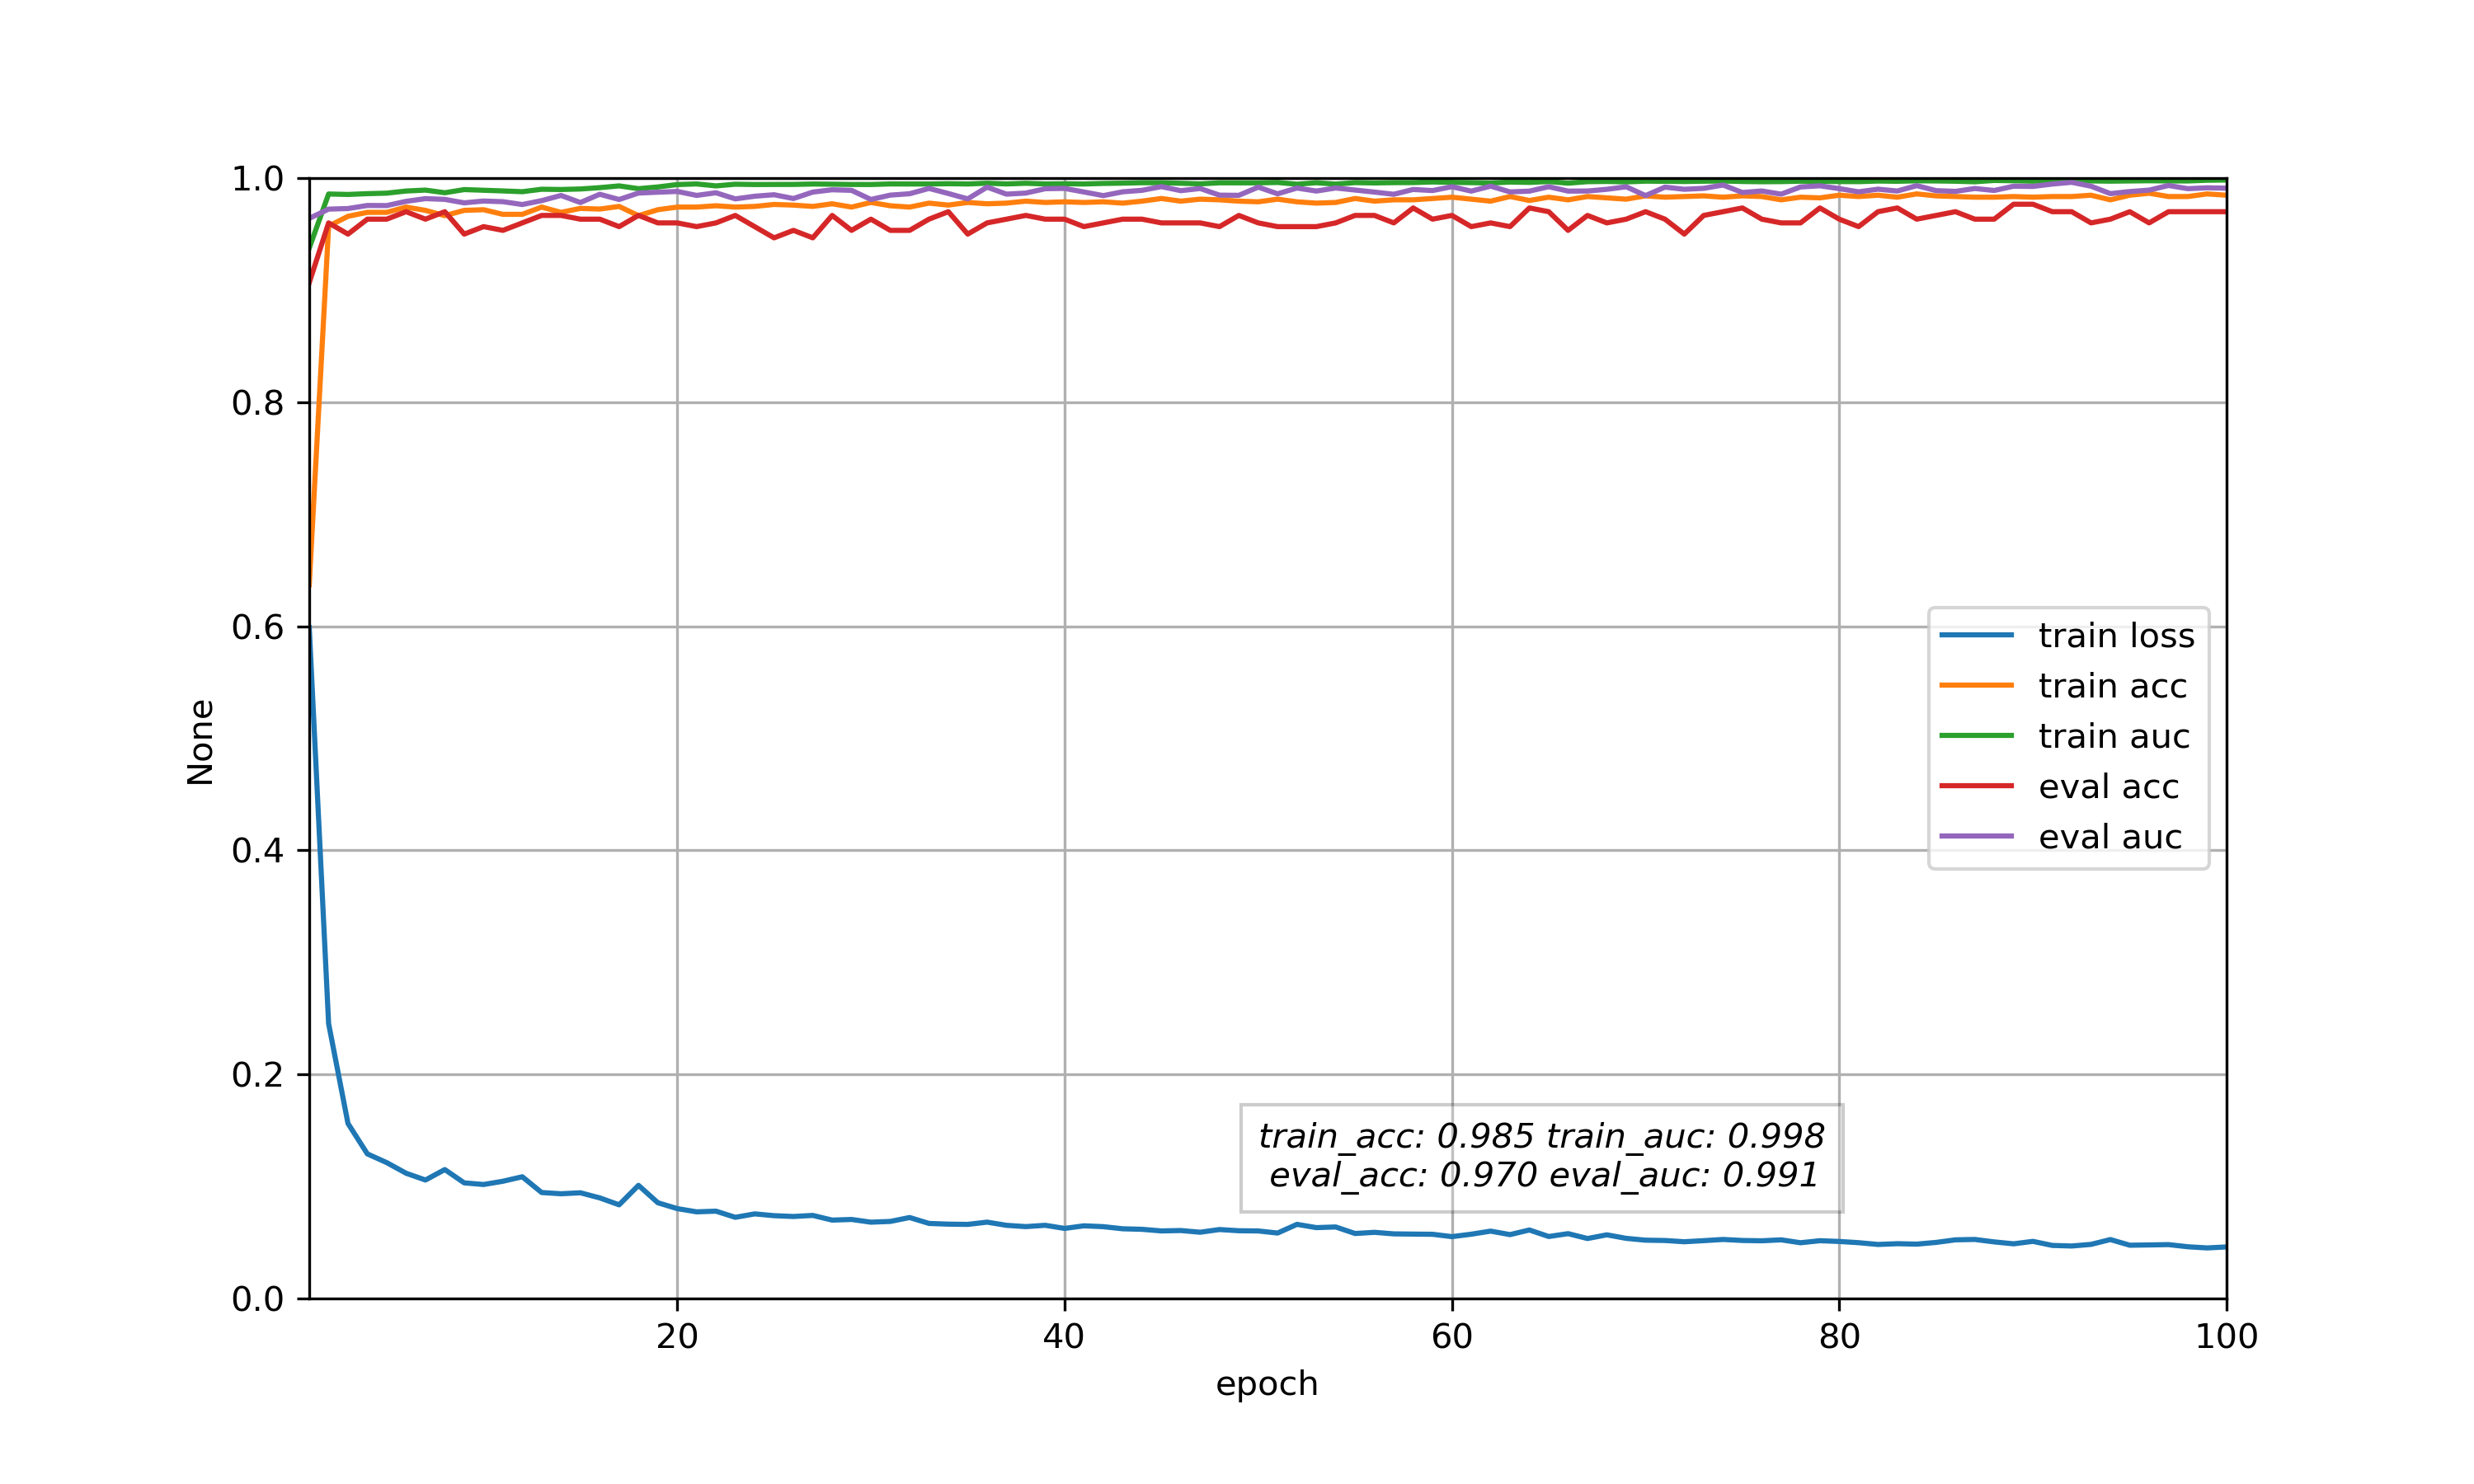 1.0
0.8
0.6
0.4
0.2
0.0
None
20 40 60 80 100
epoch
train loss
train acc
train auc
eval acc
eval auc
train_acc: 0.985 train_auc: 0.998
eval_acc: 0.970 eval_auc: 0.991